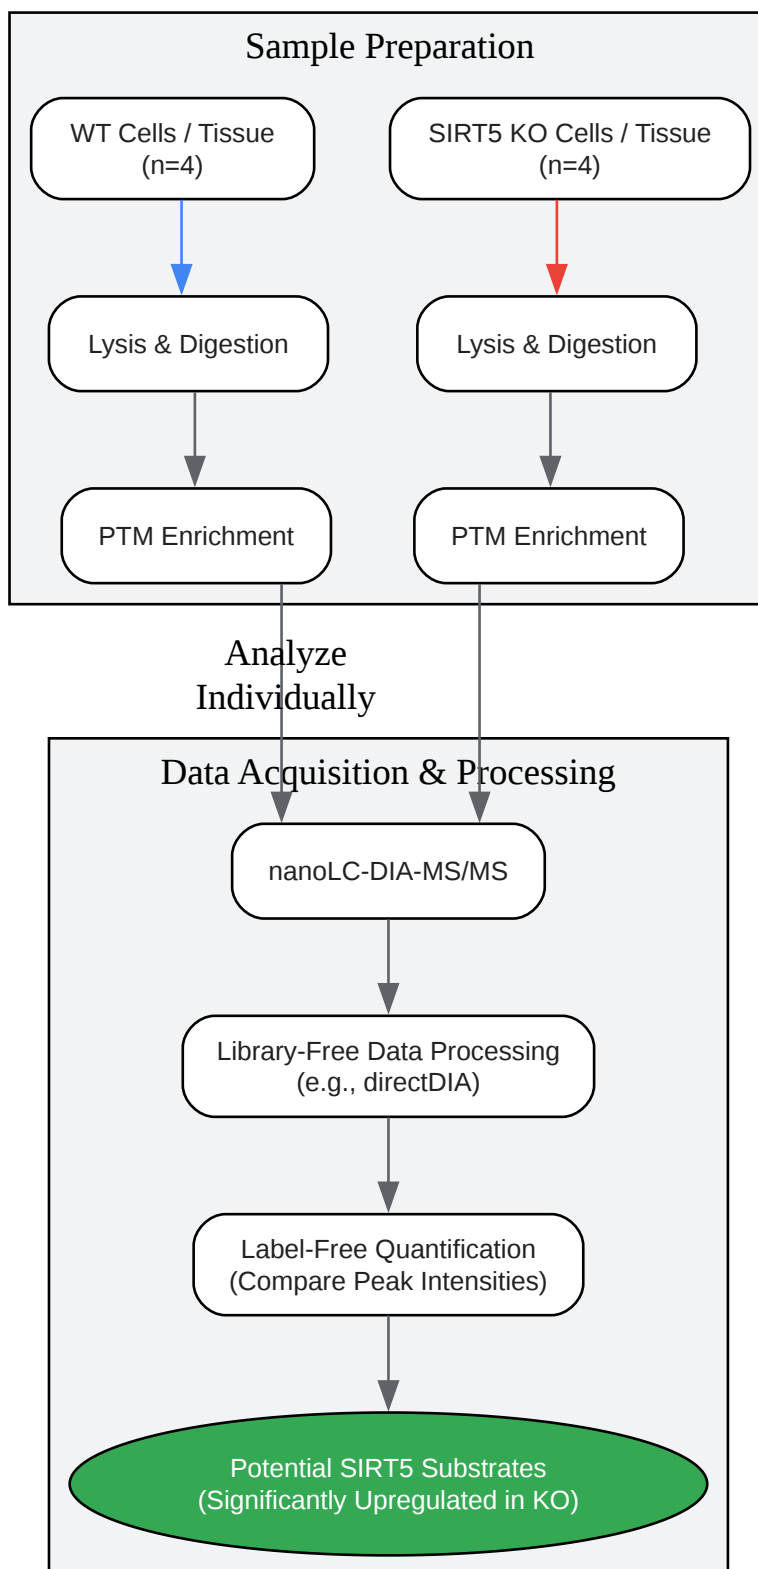 Sample Preparation
WT Cells / Tissue
(n=4)
SIRT5 KO Cells / Tissue
(n=4)
Lysis & Digestion
Lysis & Digestion
PTM Enrichment
PTM Enrichment
Analyze
Individually
Data Acquisition & Processing
nanoLC-DIA-MS/MS
Library-Free Data Processing
(e.g., directDIA)
Label-Free Quantification
(Compare Peak Intensities)
Potential SIRT5 Substrates
(Significantly Upregulated in KO)